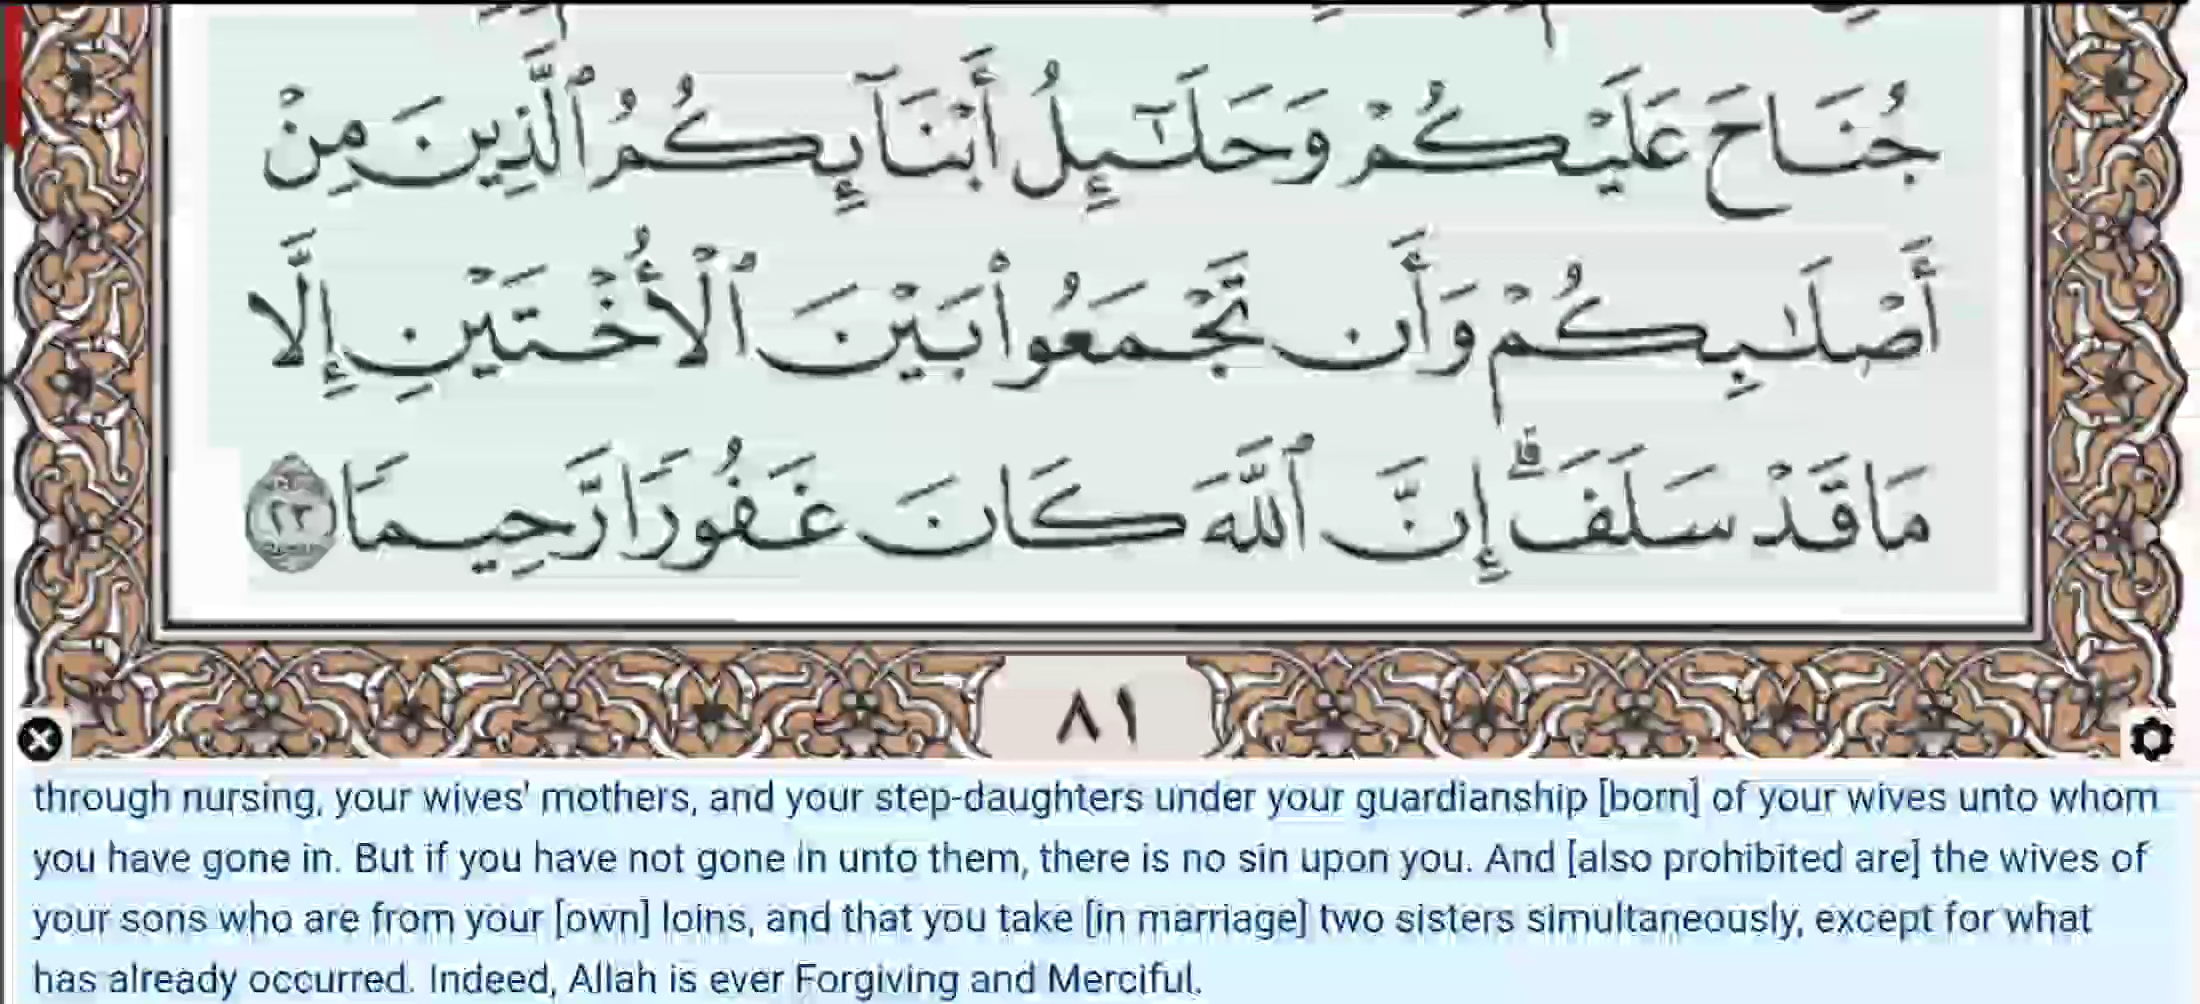 جُنَاحَ عَلَيْكُمْ وَحَلَـٰٓئِلُ أَبْنَآئِكُمُ ٱلَّذِينَ مِنْ
أَصْلَـٰبِكُمْ وَأَن تَجْمَعُوا۟ بَيْنَ ٱلْأُخْتَيْنِ إِلَّا
مَا قَدْ سَلَفَ ۗ إِنَّ ٱللَّهَ كَانَ غَفُورًا رَّحِيمًا ٢٣
٨١
through nursing, your wives' mothers, and your step-daughters under your guardianship [born] of your wives unto whom
you have gone in. But if you have not gone in unto them, there is no sin upon you. And [also prohibited are] the wives of
your sons who are from your [own] loins, and that you take [in marriage] two sisters simultaneously, except for what
has already occurred. Indeed, Allah is ever Forgiving and Merciful.